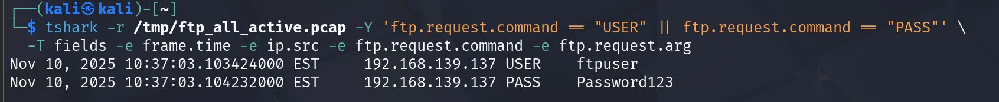 ┌──(kali㉿kali)-[~]
└─$ tshark -r /tmp/ftp_all_active.pcap -Y 'ftp.request.command == "USER" || ftp.request.command == "PASS"' \
  -T fields -e frame.time -e ip.src -e ftp.request.command -e ftp.request.arg
Nov 10, 2025 10:37:03.103424000 EST     192.168.139.137 USER    ftpuser
Nov 10, 2025 10:37:03.104232000 EST     192.168.139.137 PASS    Password123